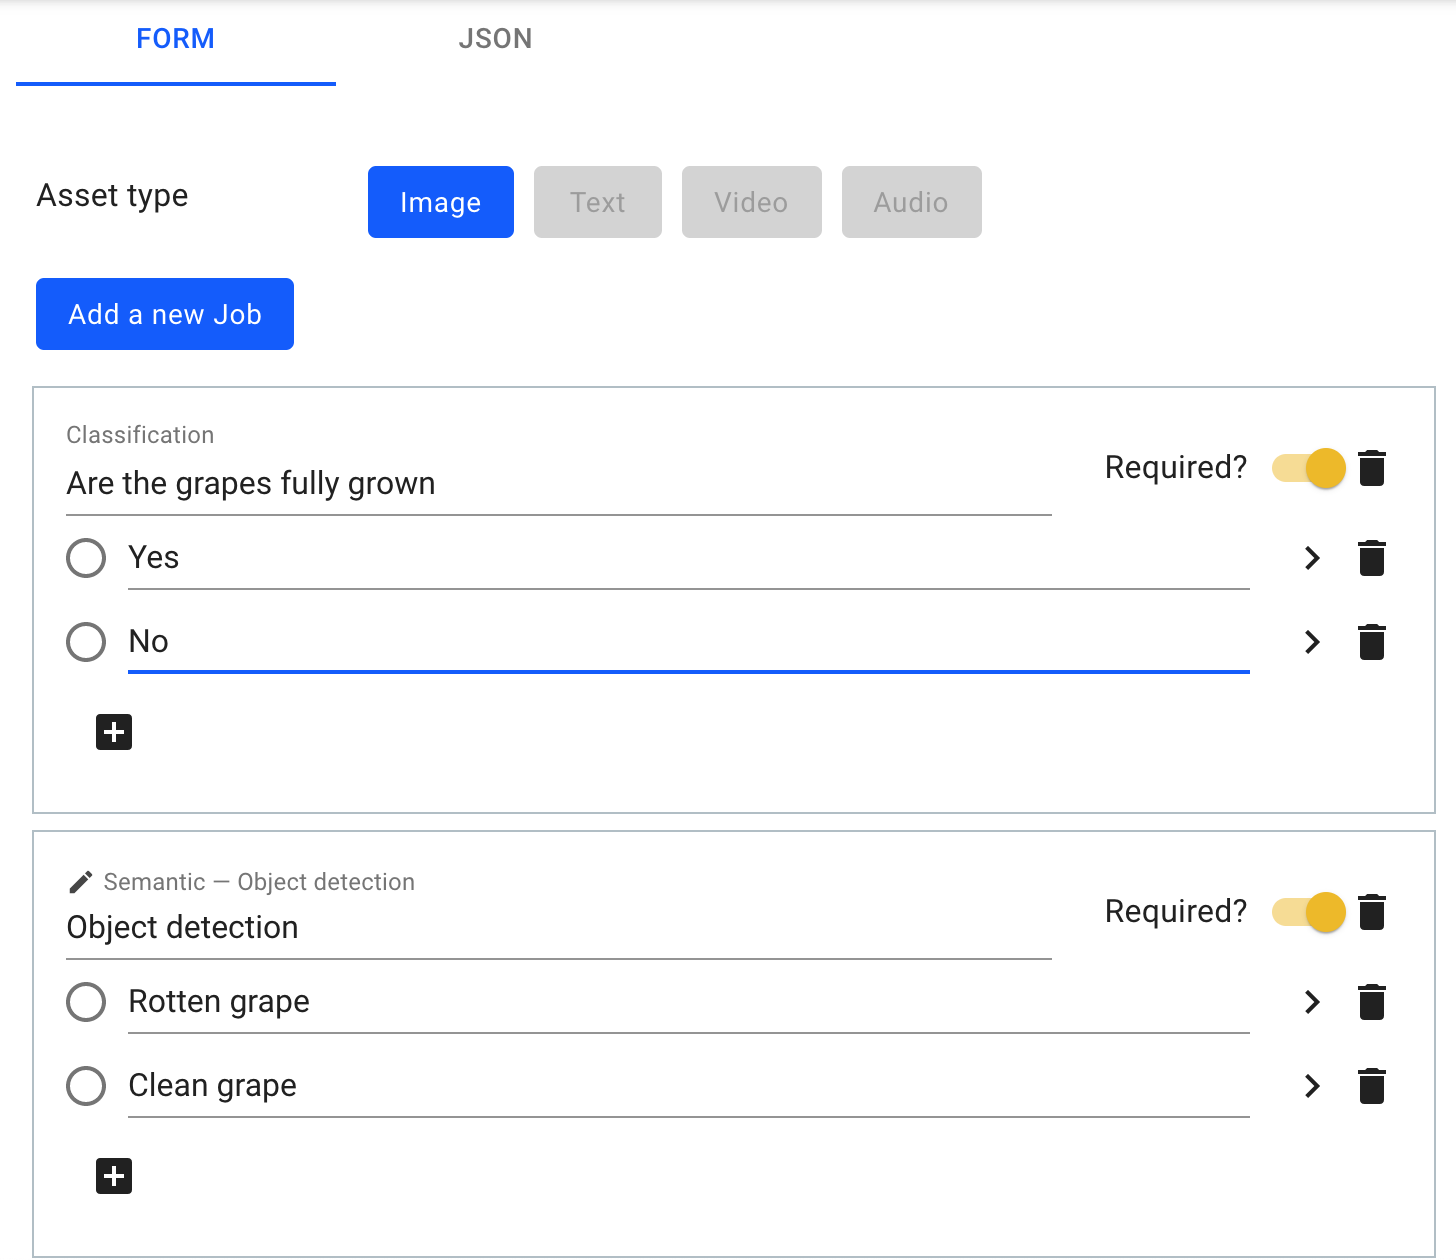 FORM JSON
Asset type Image Text Video Audio
Add a new Job
Classification
Are the grapes fully grown Required?
Yes
No
Semantic — Object detection
Object detection Required?
Rotten grape
Clean grape